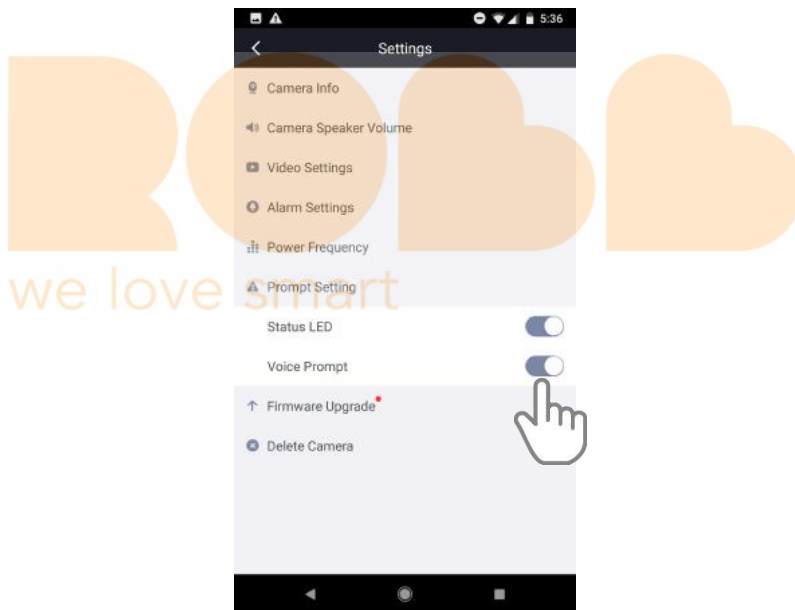 5:36
Settings
Camera Info
Camera Speaker Volume
Video Settings
Alarm Settings
Power Frequency
Prompt Setting
we love smart
Status LED
Voice Prompt
Firmware Upgrade
Delete Camera
ROBB